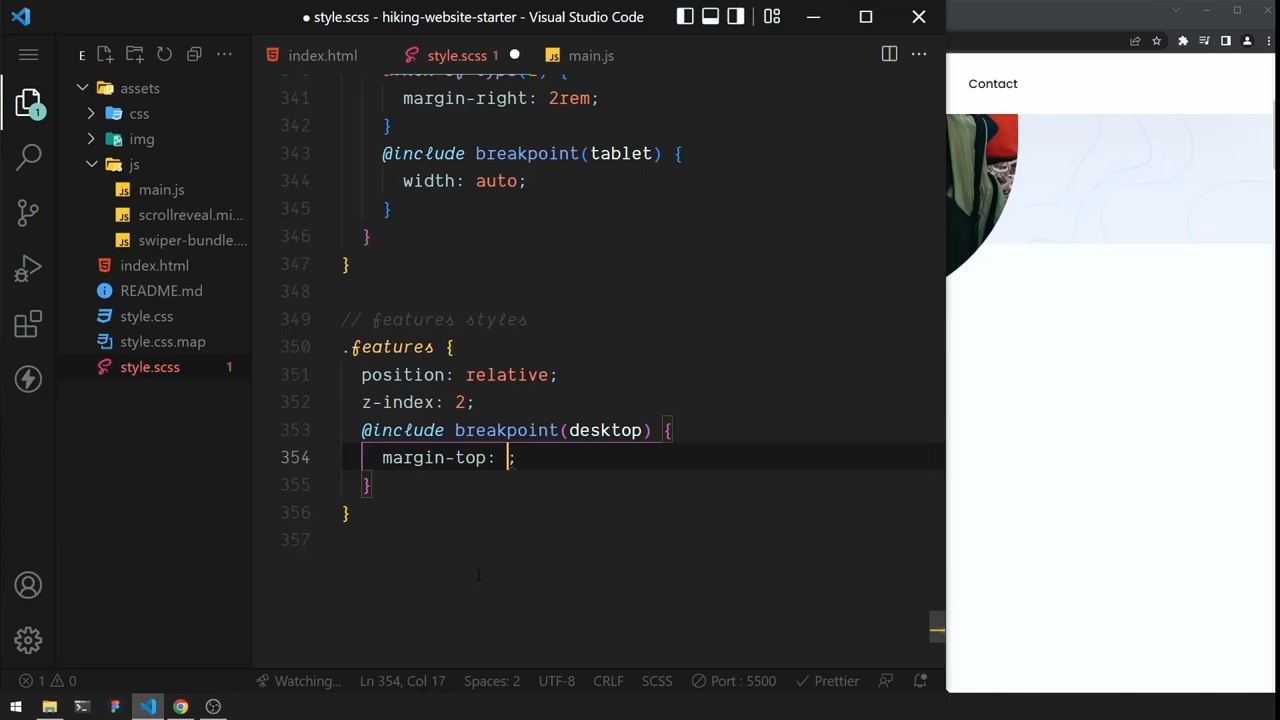 ● style.scss - hiking-website-starter - Visual Studio Code
E
assets
css
img
js
main.js
scrollreveal.mi...
swiper-bundle....
index.html
README.md
style.css
style.css.map
style.scss 1
1
index.html
style.scss 1
main.js
341 margin-right: 2rem;
342 }
343 @include breakpoint(tablet) {
344 width: auto;
345 }
346 }
347 }
348
349 // features styles
350 .features {
351 position: relative;
352 z-index: 2;
353 @include breakpoint(desktop) {
354 margin-top: ;
355 }
356 }
357
Contact
1 0 Watching... Ln 354, Col 17 Spaces: 2 UTF-8 CRLF SCSS Port : 5500 Prettier